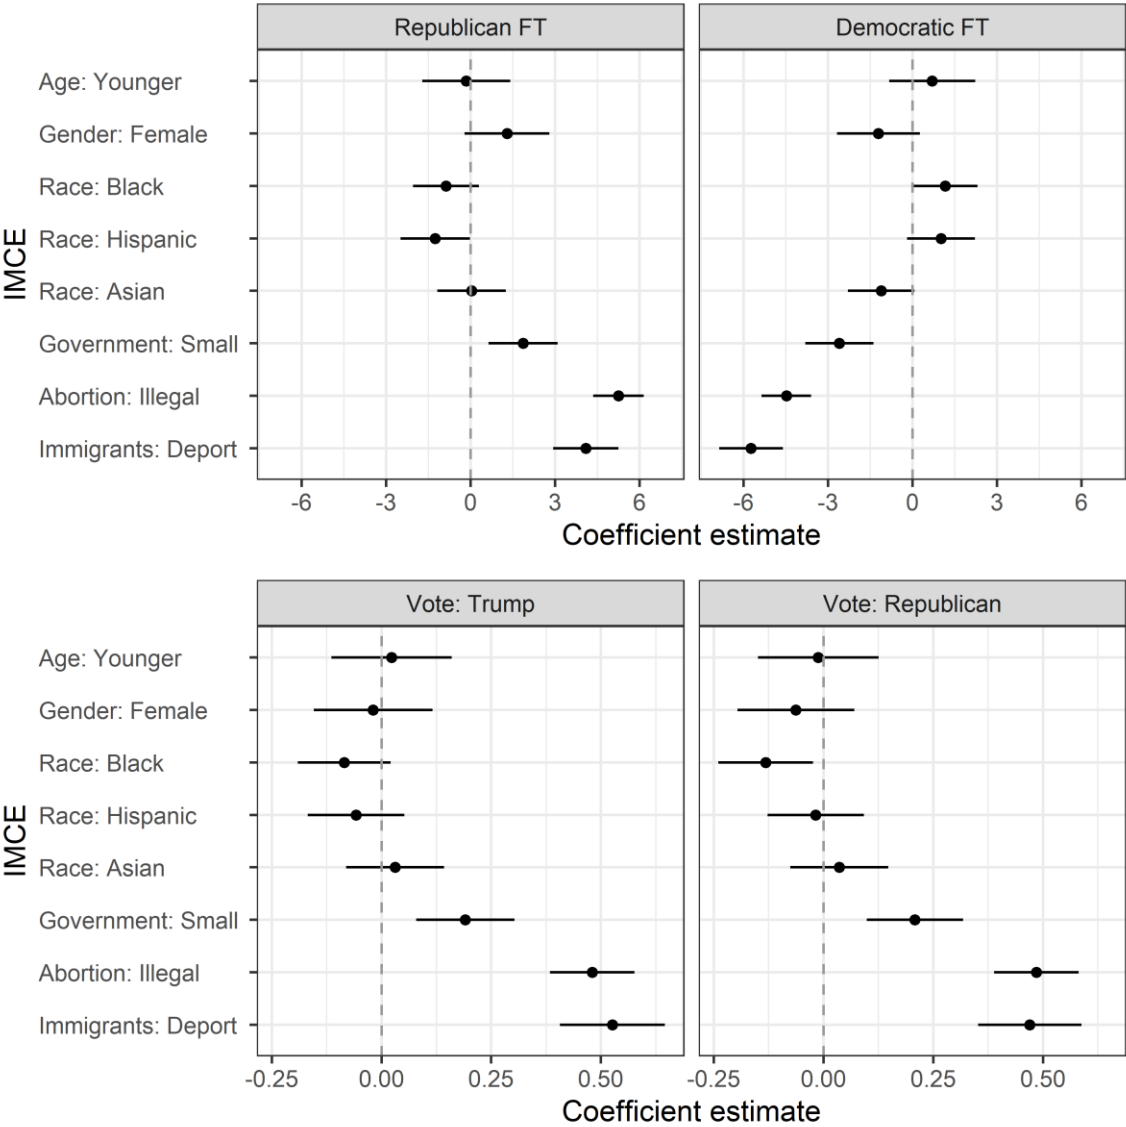 Republican FT
Democratic FT
IMCE
Age: Younger
Gender: Female
Race: Black
Race: Hispanic
Race: Asian
Government: Small
Abortion: Illegal
Immigrants: Deport
-6 -3 0 3 6
-6 -3 0 3 6
Coefficient estimate
Vote: Trump
Vote: Republican
IMCE
Age: Younger
Gender: Female
Race: Black
Race: Hispanic
Race: Asian
Government: Small
Abortion: Illegal
Immigrants: Deport
-0.25 0.00 0.25 0.50
-0.25 0.00 0.25 0.50
Coefficient estimate